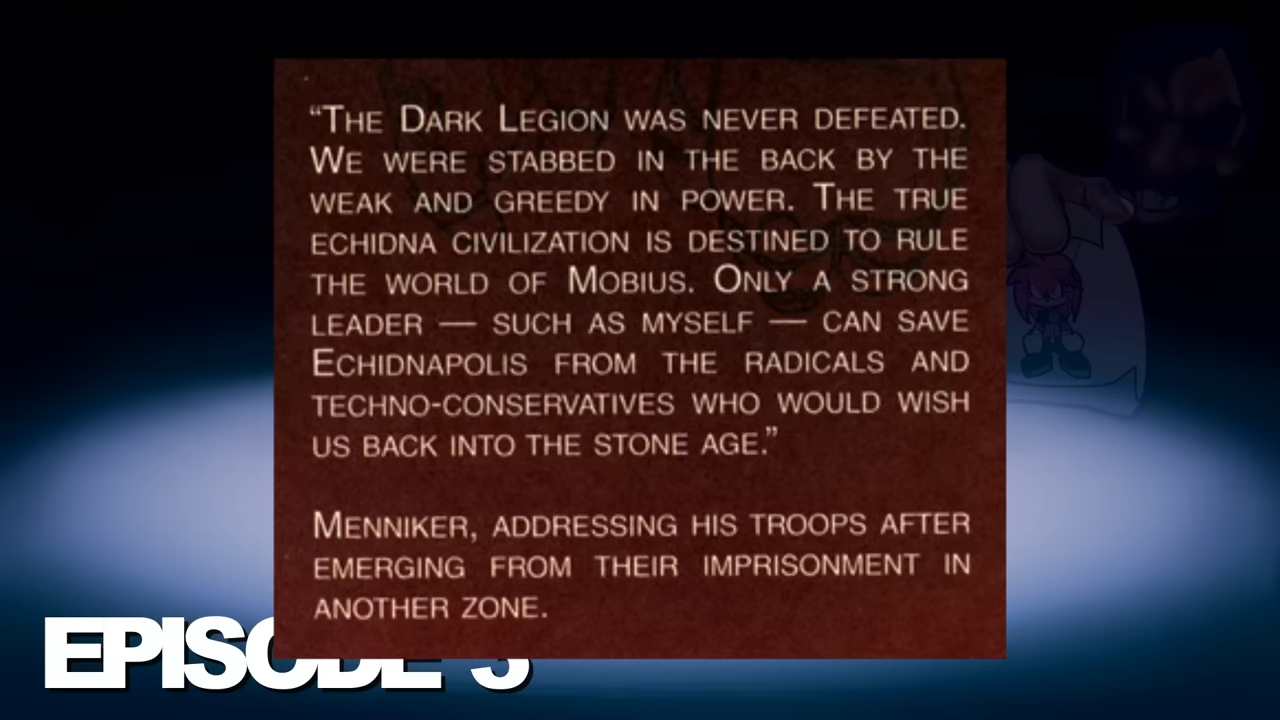 “The Dark Legion was never defeated.
We were stabbed in the back by the
weak and greedy in power. The true
echidna civilization is destined to rule
the world of Mobius. Only a strong
leader — such as myself — can save
Echidnapolis from the radicals and
techno-conservatives who would wish
us back into the stone age.”
Menniker, addressing his troops after
emerging from their imprisonment in
another zone.
EPISODE 3